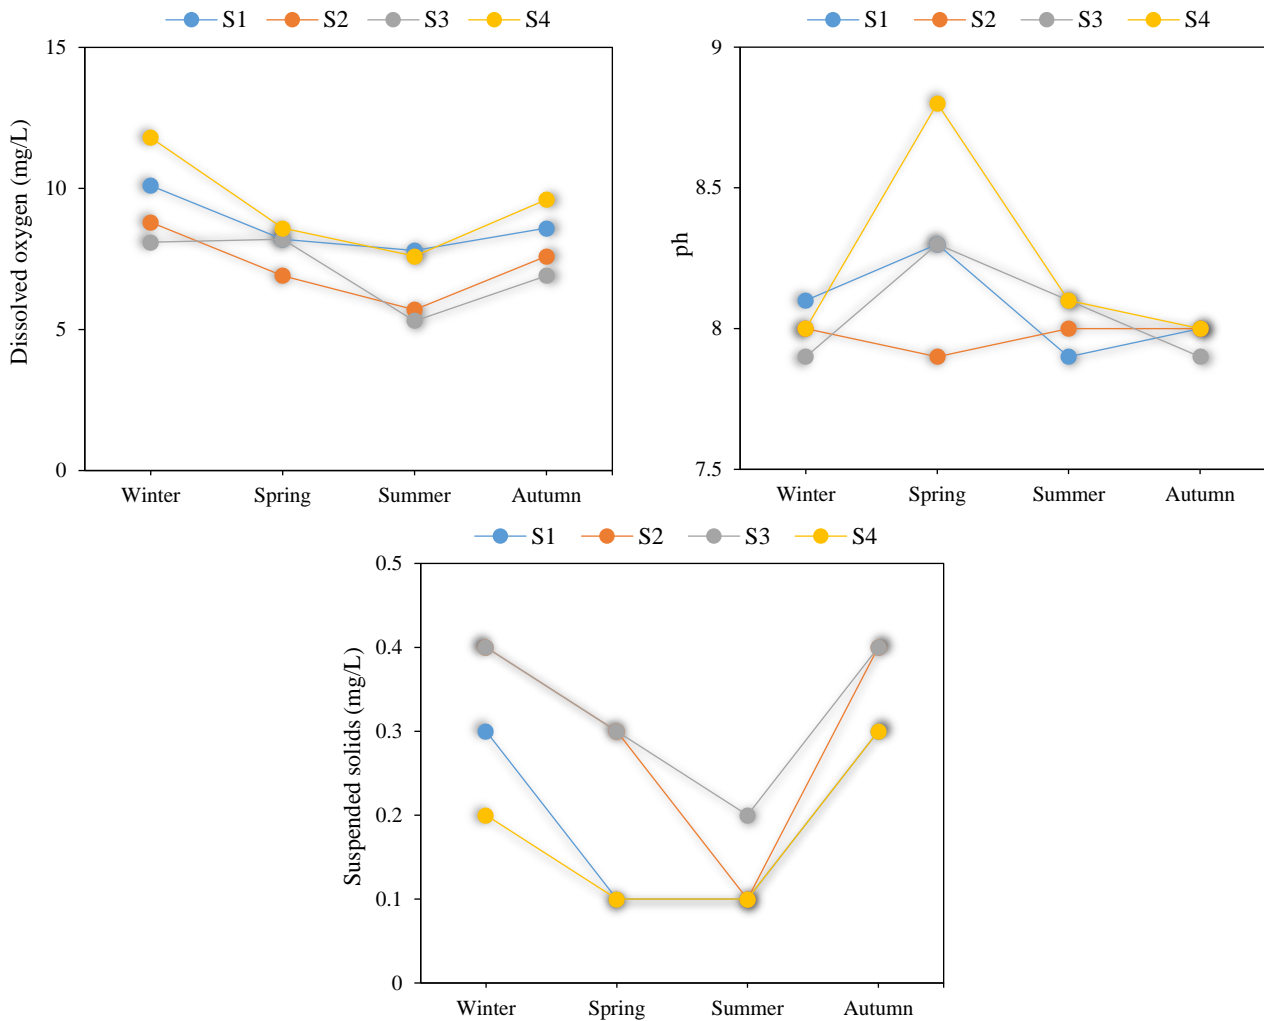 S1 S2 S3 S4
Dissolved oxygen (mg/L)
15
10
5
0
Winter Spring Summer Autumn
S1 S2 S3 S4
ph
9
8.5
8
7.5
Winter Spring Summer Autumn
S1 S2 S3 S4
Suspended solids (mg/L)
0.5
0.4
0.3
0.2
0.1
0
Winter Spring Summer Autumn